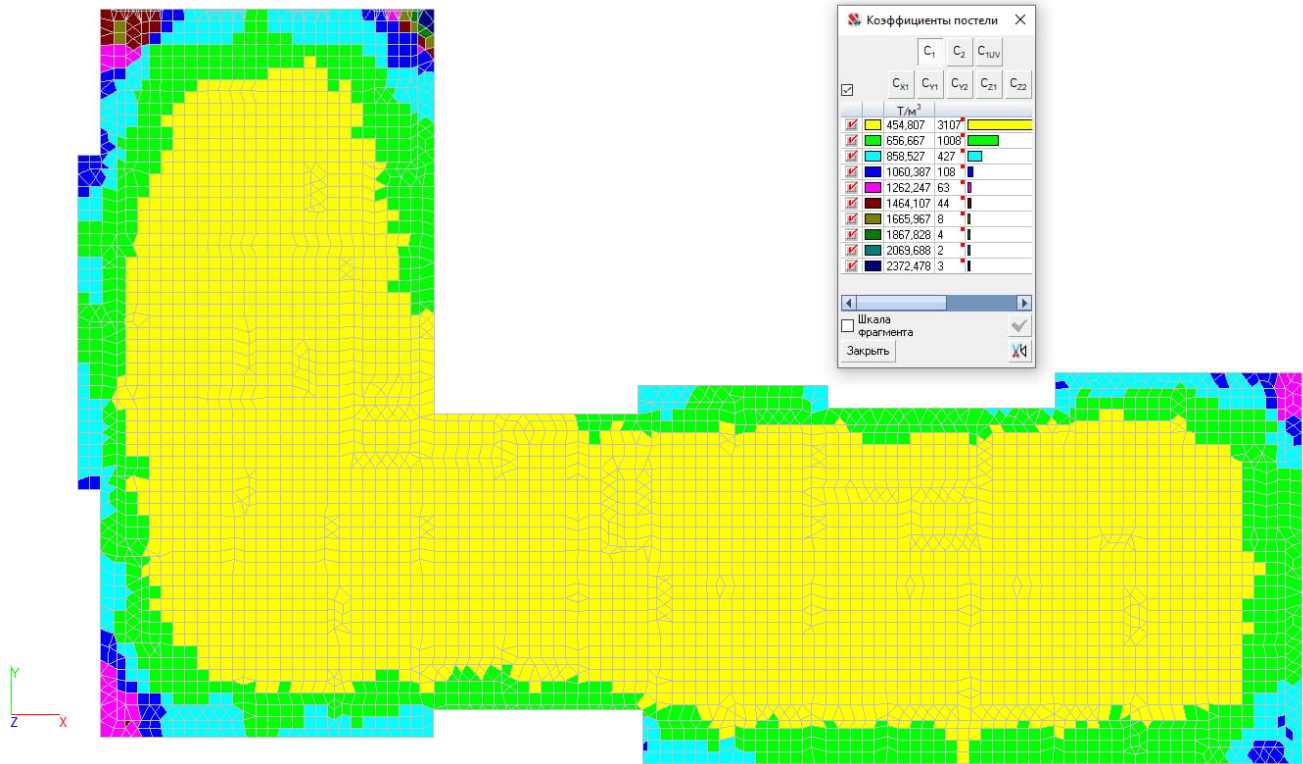 Коэффициенты постели
C1 C2 C1UV
CX1 CY1 CY2 CZ1 CZ2
Т/м³
454,807 3107
656,667 1008
858,527 427
1060,387 108
1262,247 63
1464,107 44
1665,967 8
1867,828 4
2069,688 2
2372,478 3
Шкала
фрагмента
Закрыть
Y
Z X